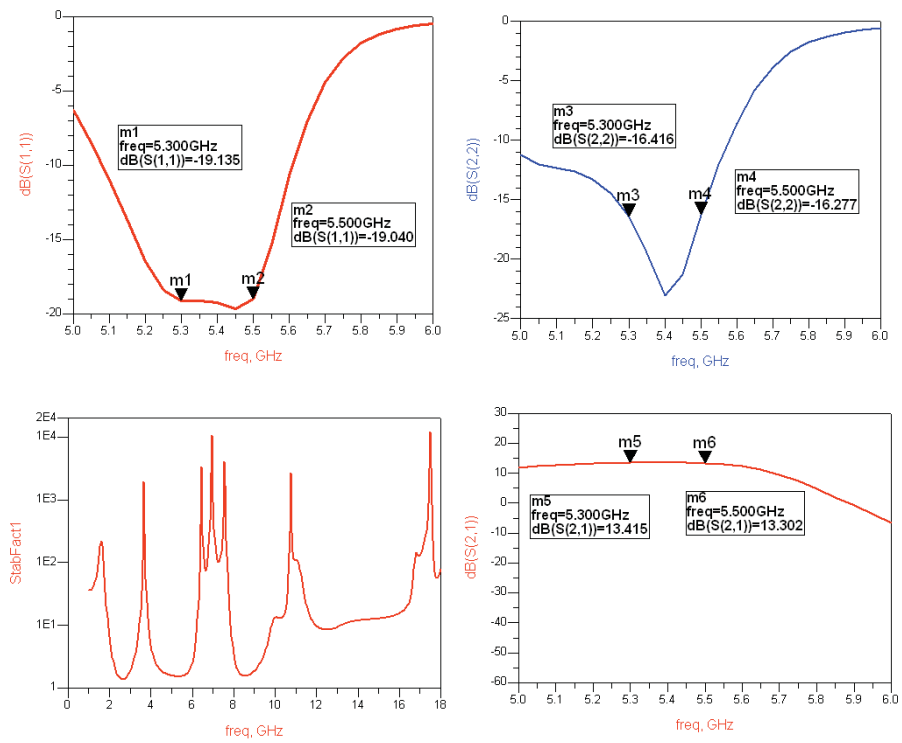 0
-5
-10
-15
-20
dB(S(1,1))
m1
freq=5.300GHz
dB(S(1,1))=-19.135
m2
freq=5.500GHz
dB(S(1,1))=-19.040
m1
m2
5.0 5.1 5.2 5.3 5.4 5.5 5.6 5.7 5.8 5.9 6.0
freq, GHz
0
-5
-10
-15
-20
-25
dB(S(2,2))
m3
freq=5.300GHz
dB(S(2,2))=-16.416
m4
freq=5.500GHz
dB(S(2,2))=-16.277
m3
m4
5.0 5.1 5.2 5.3 5.4 5.5 5.6 5.7 5.8 5.9 6.0
freq, GHz
2E4
1E4
1E3
1E2
1E1
1
StabFact1
0 2 4 6 8 10 12 14 16 18
freq, GHz
30
20
10
0
-10
-20
-30
-40
-50
-60
dB(S(2,1))
m5
m6
m5
freq=5.300GHz
dB(S(2,1))=13.415
m6
freq=5.500GHz
dB(S(2,1))=13.302
5.0 5.1 5.2 5.3 5.4 5.5 5.6 5.7 5.8 5.9 6.0
freq, GHz